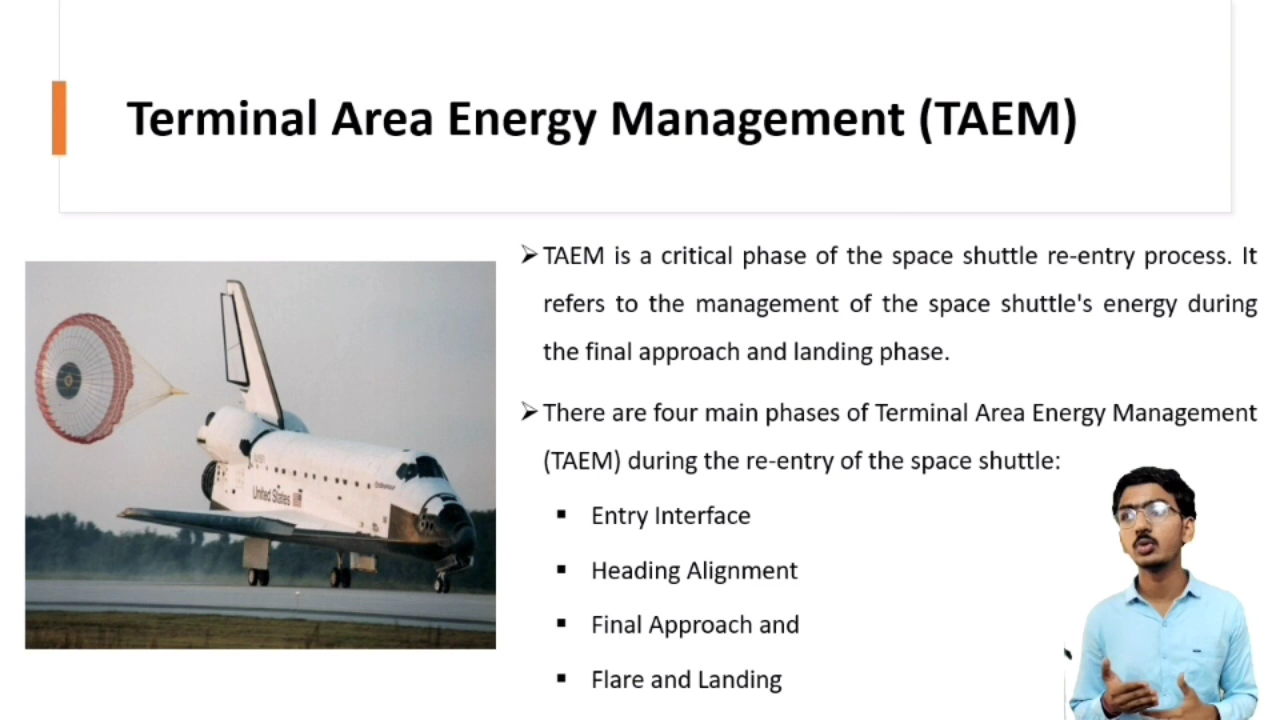 Terminal Area Energy Management (TAEM)
TAEM is a critical phase of the space shuttle re-entry process. It
refers to the management of the space shuttle's energy during
the final approach and landing phase.
There are four main phases of Terminal Area Energy Management
(TAEM) during the re-entry of the space shuttle:
Entry Interface
Heading Alignment
Final Approach and
Flare and Landing
United States
Endeavour